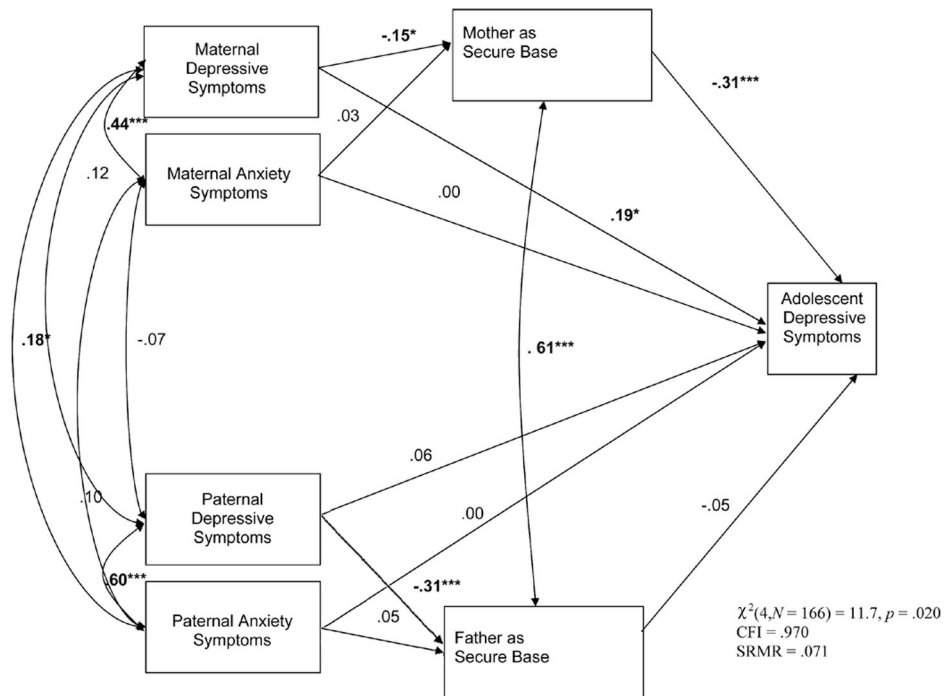 Maternal
Depressive
Symptoms
-.15*
Mother as
Secure Base
-.31***
.44***
.03
.12
Maternal Anxiety
Symptoms
.00
.19*
Adolescent
Depressive
Symptoms
.18*
-.07
. 61***
.06
.10
Paternal
Depressive
Symptoms
.00
-.05
.60***
-.31***
Paternal Anxiety
Symptoms
.05
Father as
Secure Base
χ²(4,N = 166) = 11.7, p = .020
CFI = .970
SRMR = .071